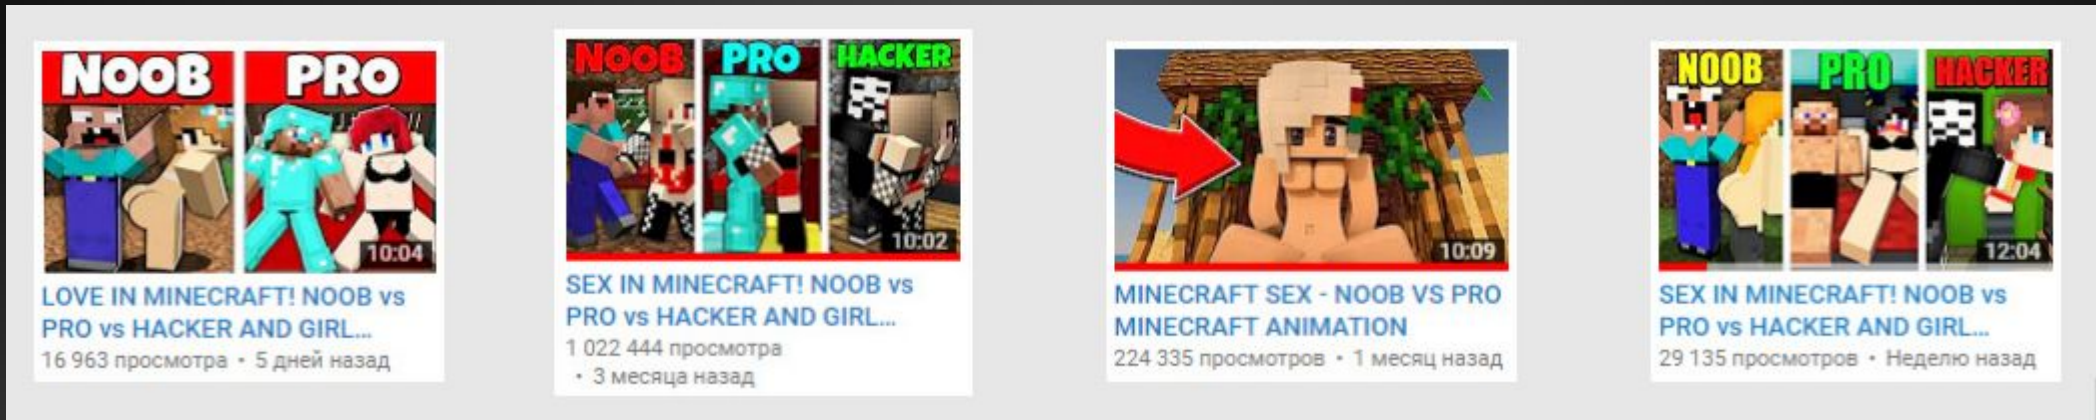 NOOB
PRO
10:04
LOVE IN MINECRAFT! NOOB vs
PRO vs HACKER AND GIRL...
16 963 просмотра • 5 дней назад
NOOB
PRO
HACKER
10:02
SEX IN MINECRAFT! NOOB vs
PRO vs HACKER AND GIRL...
1 022 444 просмотра
• 3 месяца назад
10:09
MINECRAFT SEX - NOOB VS PRO
MINECRAFT ANIMATION
224 335 просмотров • 1 месяц назад
NOOB
PRO
HACKER
12:04
SEX IN MINECRAFT! NOOB vs
PRO vs HACKER AND GIRL...
29 135 просмотров • Неделю назад